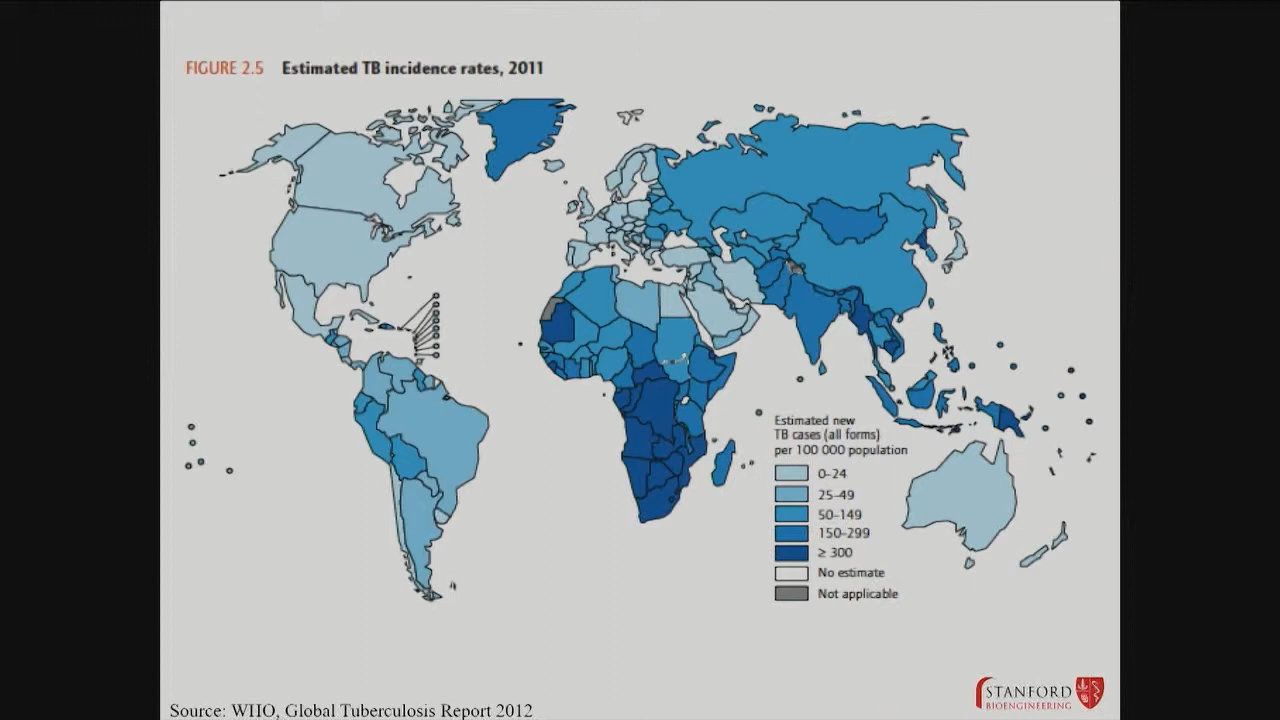 FIGURE 2.5 Estimated TB incidence rates, 2011
Estimated new
TB cases (all forms)
per 100 000 population
0–24
25–49
50–149
150–299
≥ 300
No estimate
Not applicable
STANFORD
BIOENGINEERING
Source: WHO, Global Tuberculosis Report 2012